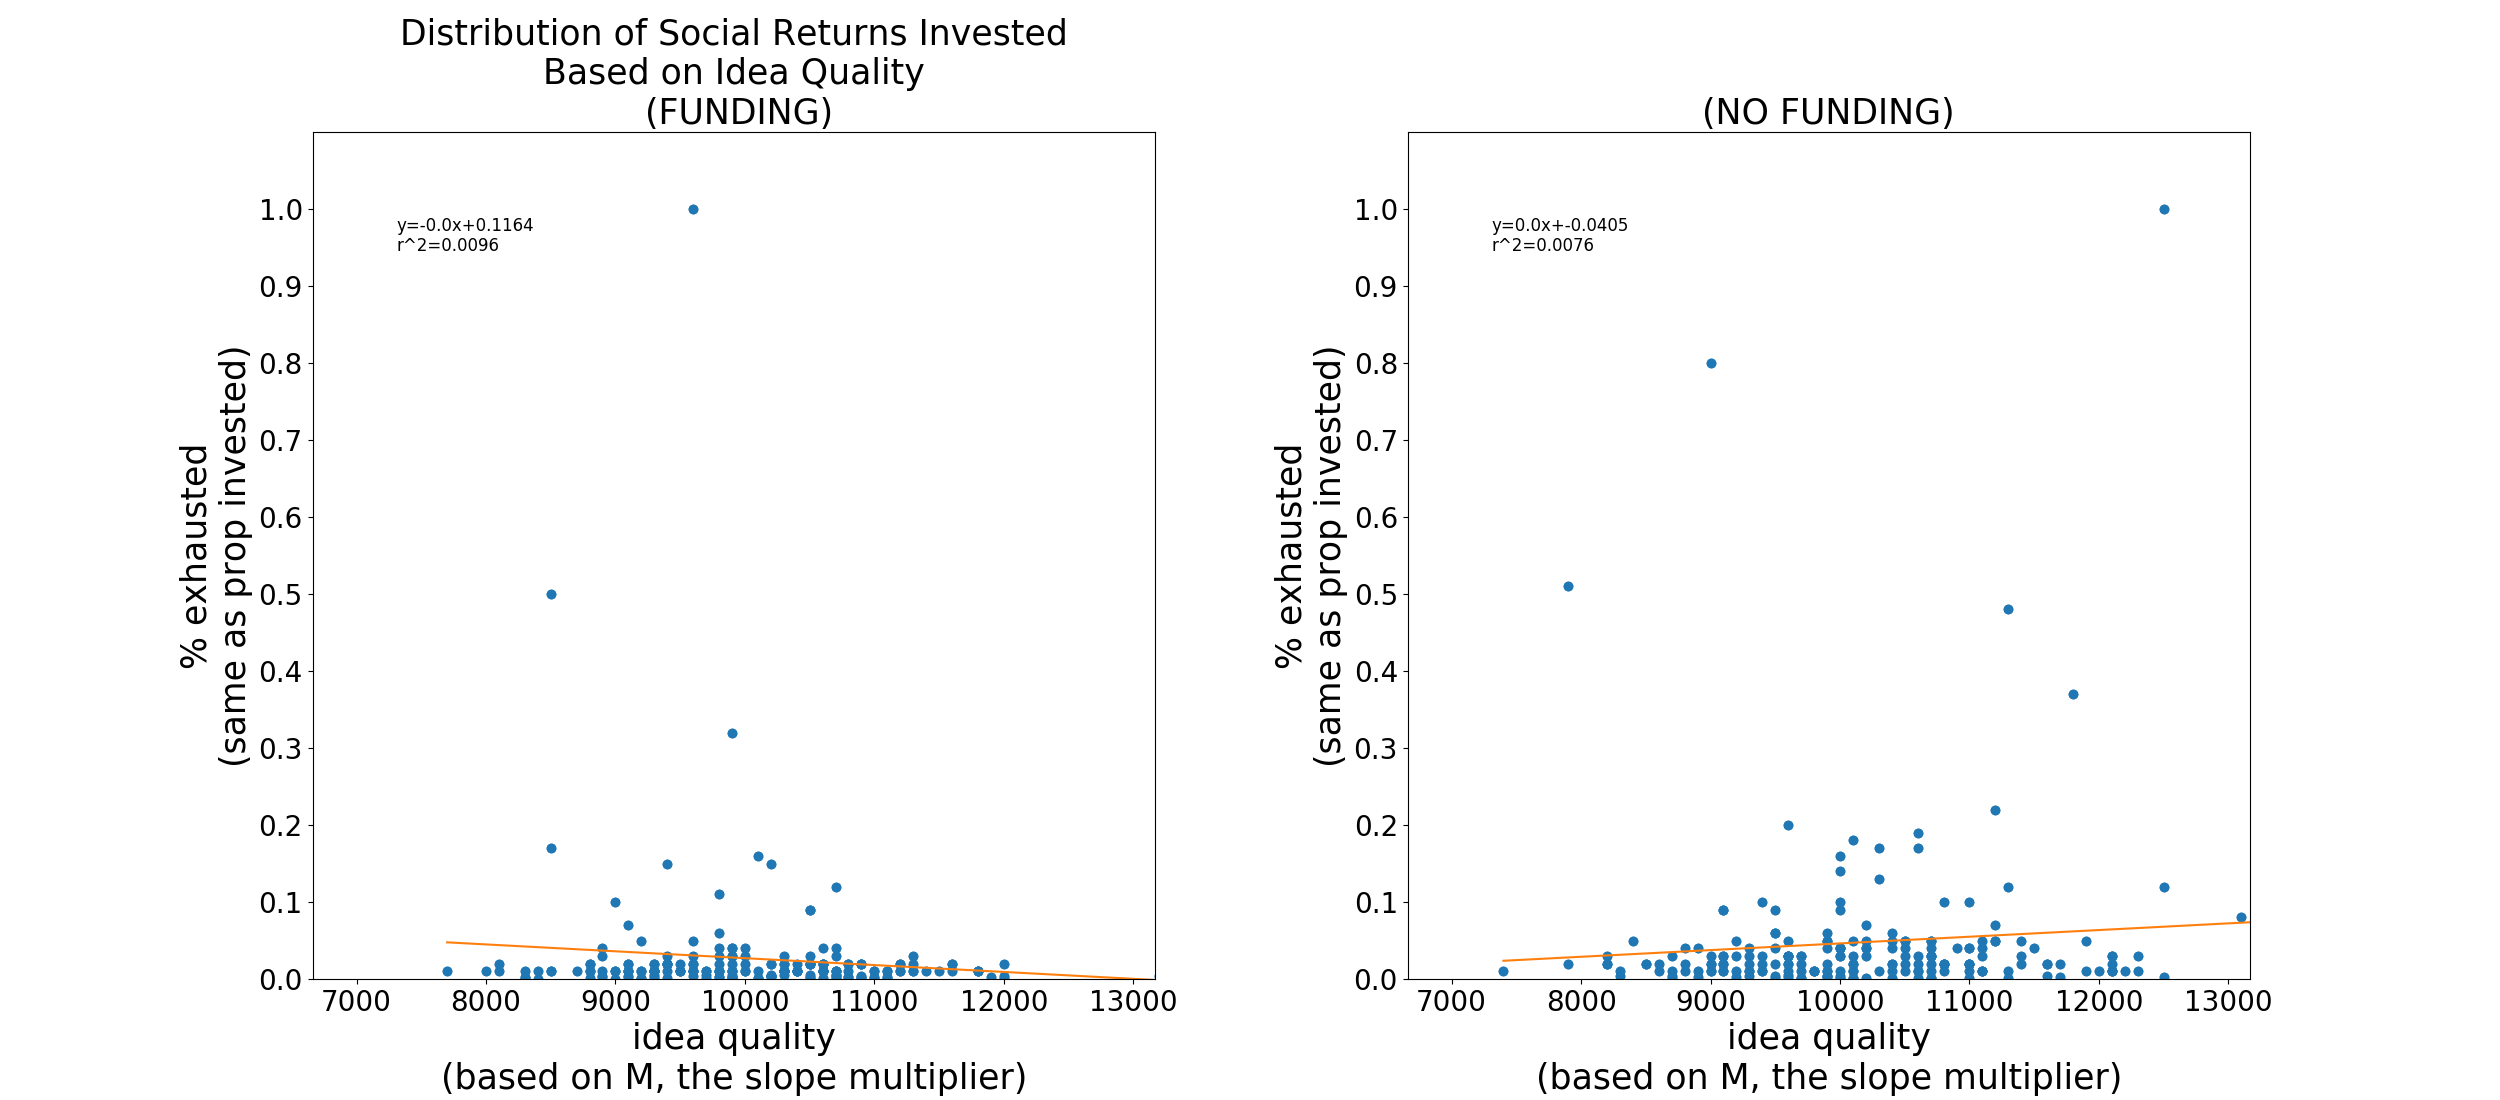 Distribution of Social Returns Invested
Based on Idea Quality
(FUNDING)
y=-0.0x+0.1164
r^2=0.0096
1.0
0.9
0.8
0.7
0.6
0.5
0.4
0.3
0.2
0.1
0.0
% exhausted
(same as prop invested)
7000 8000 9000 10000 11000 12000 13000
idea quality
(based on M, the slope multiplier)
(NO FUNDING)
y=0.0x+-0.0405
r^2=0.0076
1.0
0.9
0.8
0.7
0.6
0.5
0.4
0.3
0.2
0.1
0.0
% exhausted
(same as prop invested)
7000 8000 9000 10000 11000 12000 13000
idea quality
(based on M, the slope multiplier)